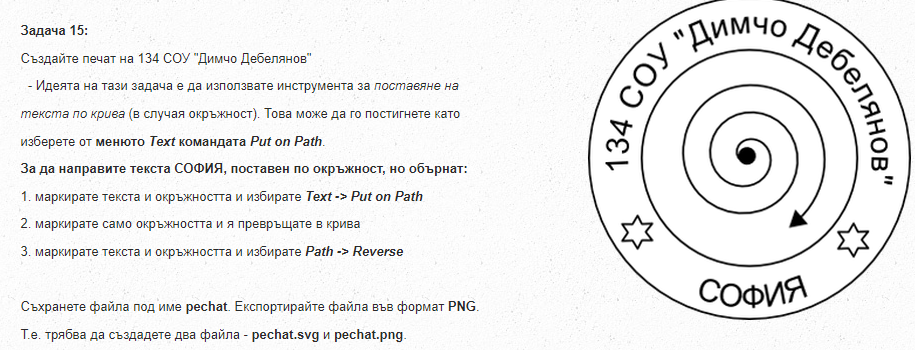 Задача 15:
Създайте печат на 134 СОУ "Димчо Дебелянов"
- Идеята на тази задача е да използвате инструмента за поставяне на
текста по крива (в случая окръжност). Това може да го постигнете като
изберете от менюто Text командата Put on Path.
За да направите текста СОФИЯ, поставен по окръжност, но обърнат:
1. маркирате текста и окръжността и избирате Text -> Put on Path
2. маркирате само окръжността и я превръщате в крива
3. маркирате текста и окръжността и избирате Path -> Reverse
Съхранете файла под име pechat. Експортирайте файла във формат PNG.
Т.е. трябва да създадете два файла - pechat.svg и pechat.png.
134 СОУ "Димчо Дебелянов"
СОФИЯ